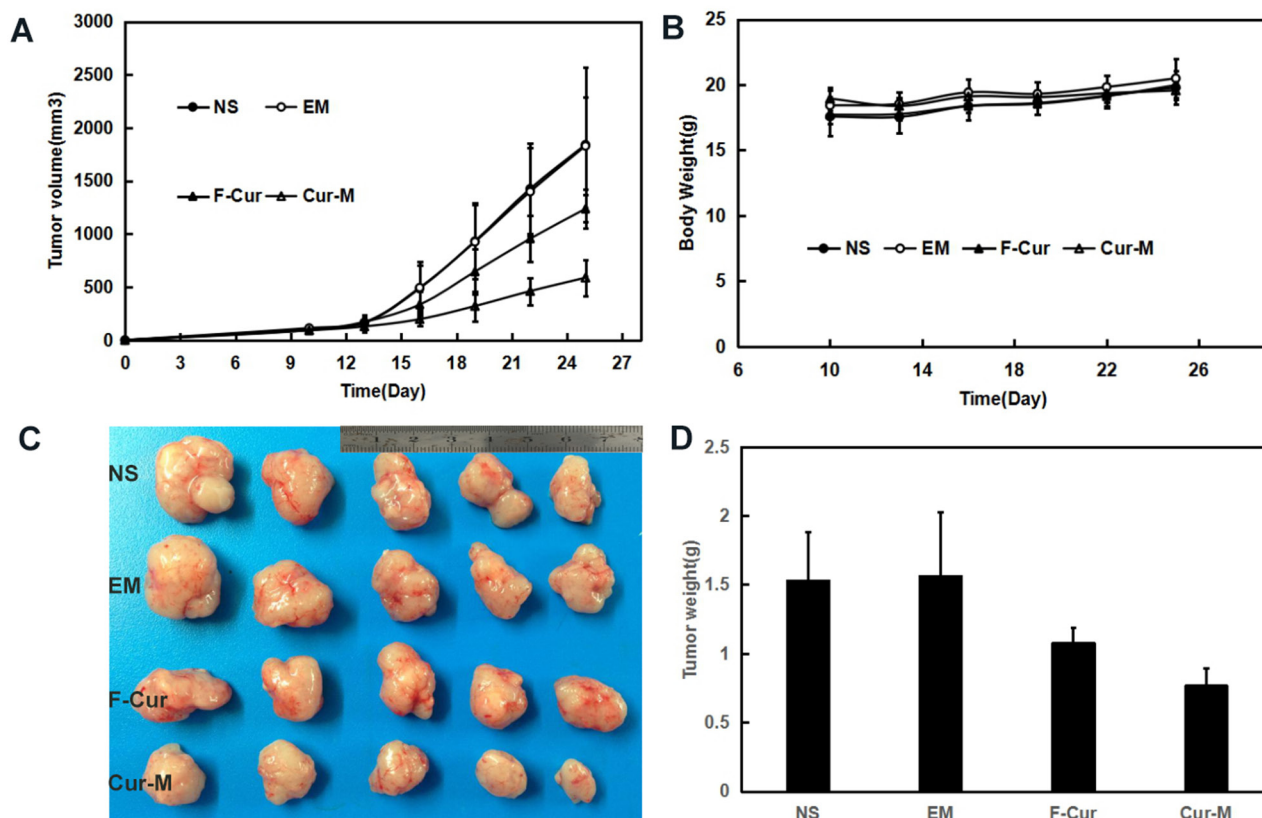 A
Tumor volume(mm3)
3000
2500
2000
1500
1000
500
0
NS EM
F-Cur Cur-M
0 3 6 9 12 15 18 21 24 27
Time(Day)
B
Body Weight(g)
25
20
15
10
5
0
NS EM F-Cur Cur-M
6 10 14 18 22 26
Time(Day)
C
NS
EM
F-Cur
Cur-M
D
Tumor weight(g)
2.5
2
1.5
1
0.5
0
NS EM F-Cur Cur-M